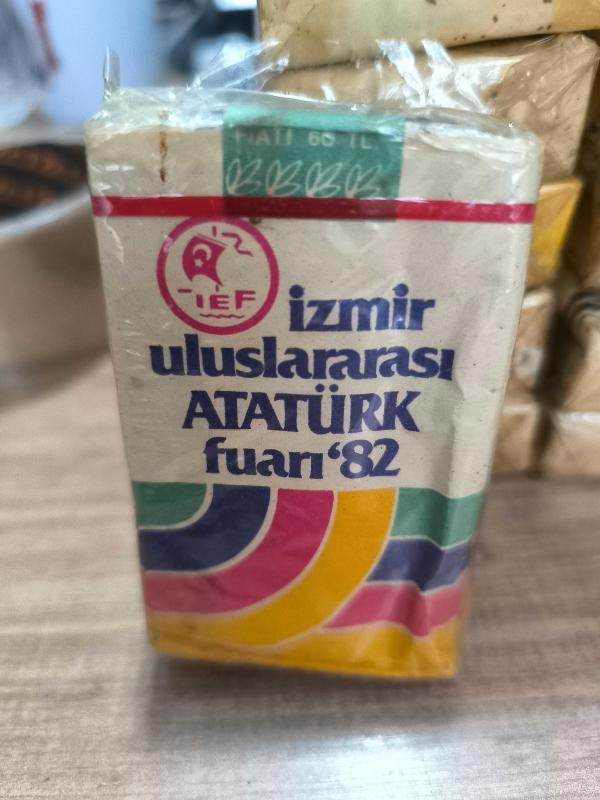 FİATI 60 TL
IEF
izmir
uluslararası
ATATÜRK
fuarı '82